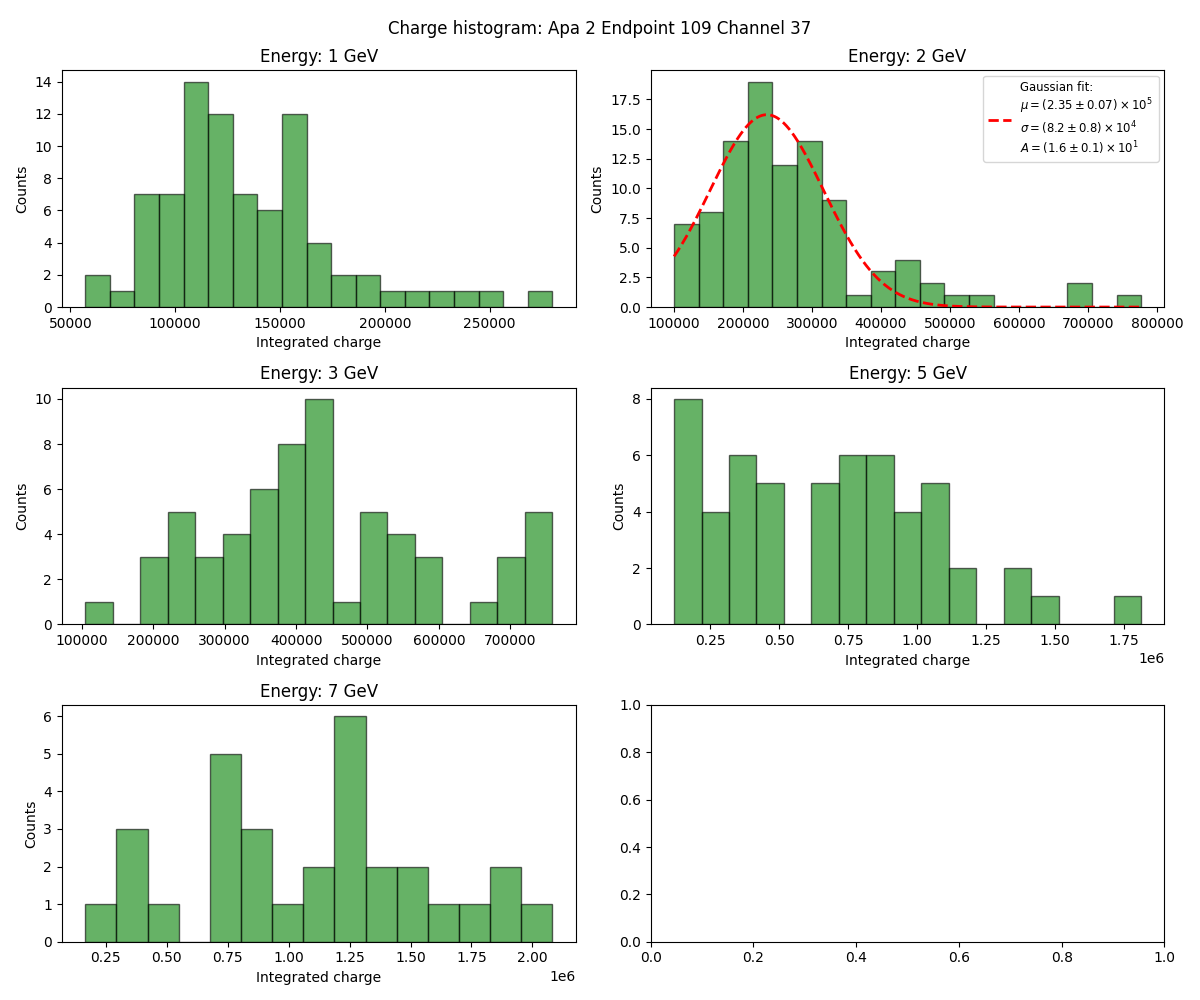 Charge histogram: Apa 2 Endpoint 109 Channel 37
Energy: 1 GeV
Counts
14
12
10
8
6
4
2
0
50000 100000 150000 200000 250000
Integrated charge
Energy: 2 GeV
Counts
17.5
15.0
12.5
10.0
7.5
5.0
2.5
0.0
Gaussian fit:
μ = (2.35 ± 0.07) × 10⁵
σ = (8.2 ± 0.8) × 10⁴
A = (1.6 ± 0.1) × 10¹
100000 200000 300000 400000 500000 600000 700000 800000
Integrated charge
Energy: 3 GeV
Counts
10
8
6
4
2
0
100000 200000 300000 400000 500000 600000 700000
Integrated charge
Energy: 5 GeV
Counts
8
6
4
2
0
0.25 0.50 0.75 1.00 1.25 1.50 1.75
1e6
Integrated charge
Energy: 7 GeV
Counts
6
5
4
3
2
1
0
0.25 0.50 0.75 1.00 1.25 1.50 1.75 2.00
1e6
Integrated charge
1.0
0.8
0.6
0.4
0.2
0.0
0.0 0.2 0.4 0.6 0.8 1.0